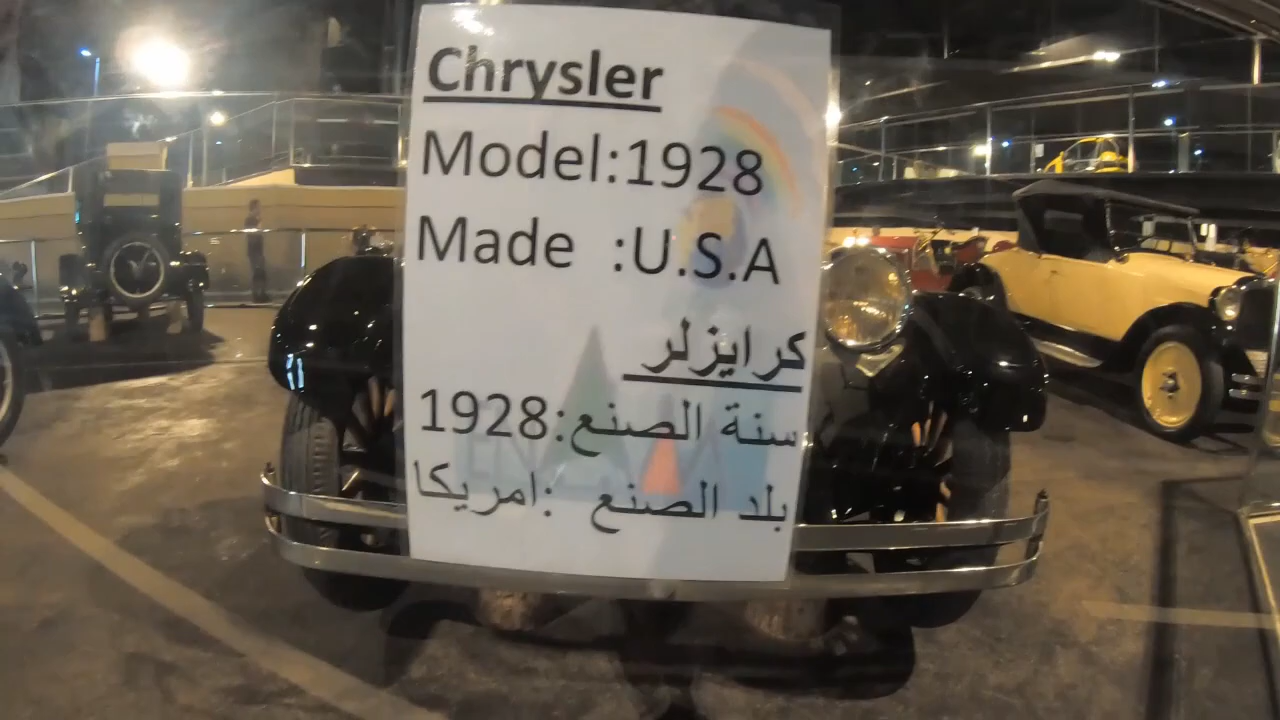 Chrysler
Model:1928
Made :U.S.A
كرايزلر
سنة الصنع:1928
بلد الصنع :امريكا